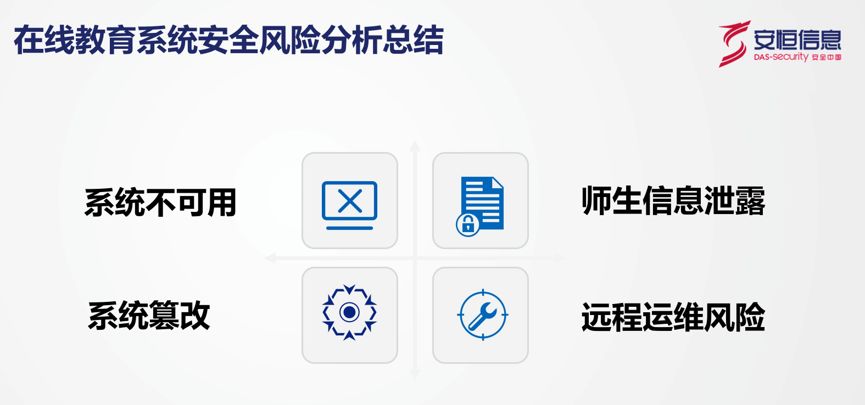 在线教育系统安全风险分析总结
安恒信息
DAS-security 安全中国
系统不可用
师生信息泄露
系统篡改
远程运维风险